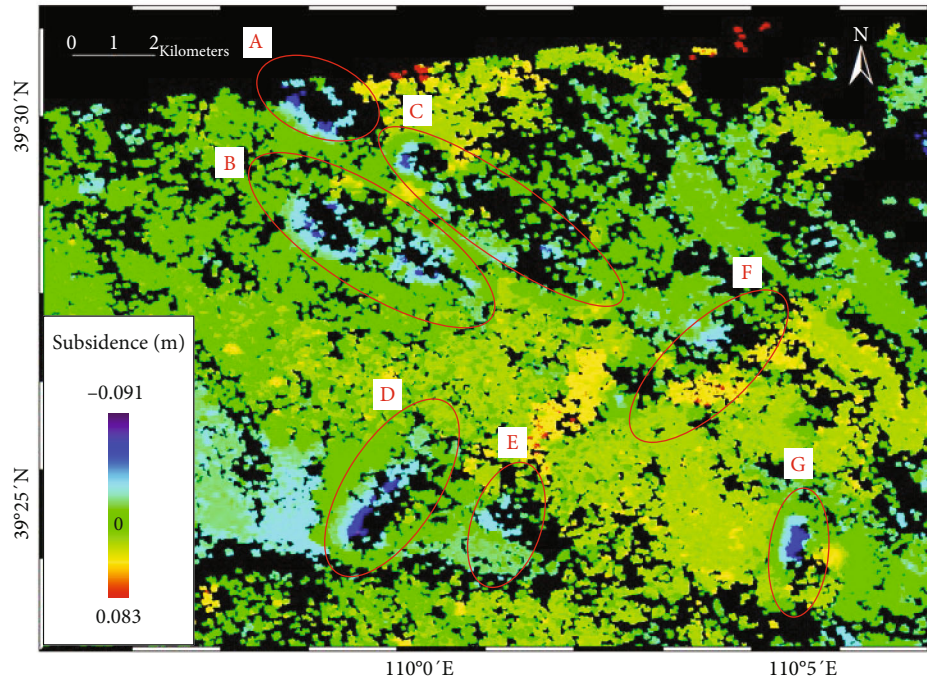 A
0 1 2 Kilometers
N
39°30′N
C
B
F
Subsidence (m)
−0.091
0
0.083
D
E
G
39°25′N
110°0′E
110°5′E